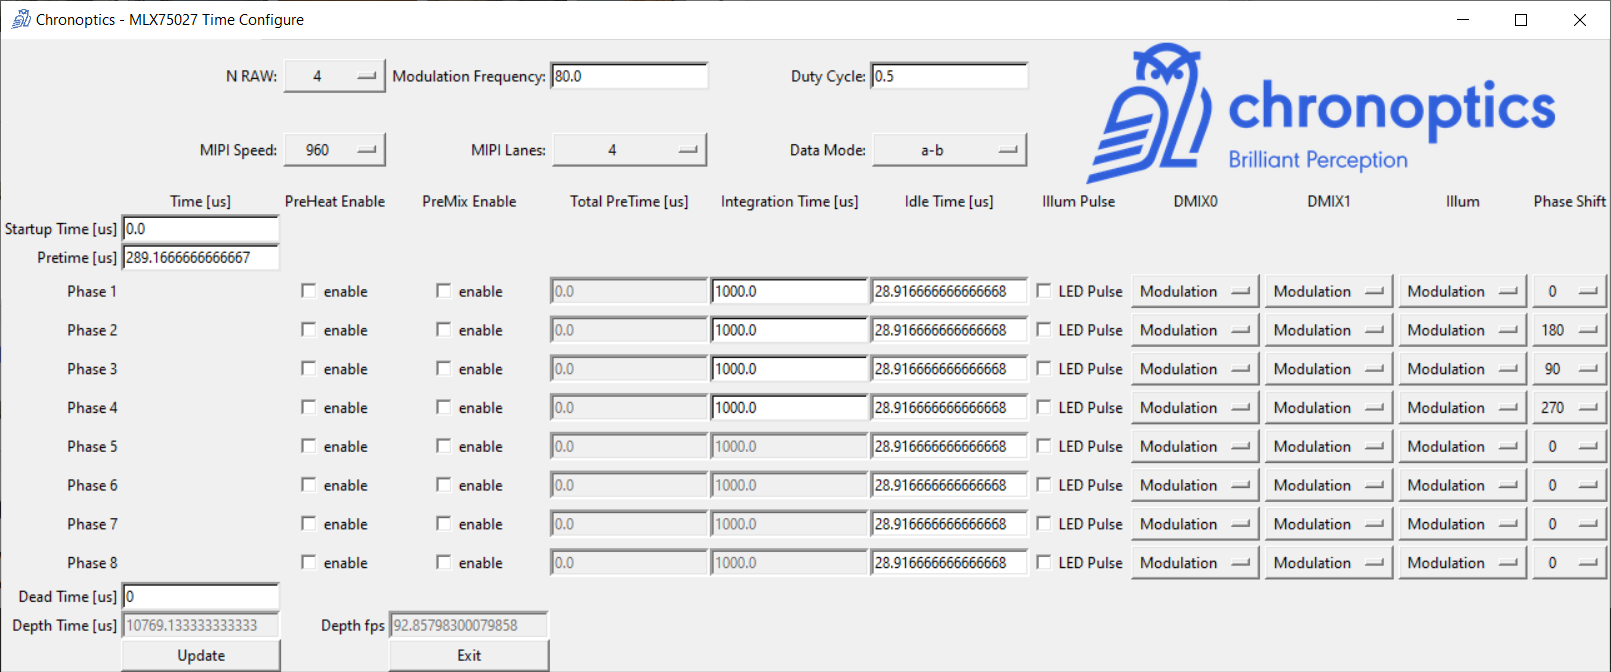 Chronoptics - MLX75027 Time Configure
N RAW: 4 Modulation Frequency: 80.0 Duty Cycle: 0.5
chronoptics
Brilliant Perception
MIPI Speed: 960 MIPI Lanes: 4 Data Mode: a-b
Time [us] PreHeat Enable PreMix Enable Total PreTime [us] Integration Time [us] Idle Time [us] Illum Pulse DMIX0 DMIX1 Illum Phase Shift
Startup Time [us] 0.0
Pretime [us] 289.1666666666667
Phase 1 enable enable 0.0 1000.0 28.916666666666668 LED Pulse Modulation Modulation Modulation 0
Phase 2 enable enable 0.0 1000.0 28.916666666666668 LED Pulse Modulation Modulation Modulation 180
Phase 3 enable enable 0.0 1000.0 28.916666666666668 LED Pulse Modulation Modulation Modulation 90
Phase 4 enable enable 0.0 1000.0 28.916666666666668 LED Pulse Modulation Modulation Modulation 270
Phase 5 enable enable 0.0 1000.0 28.916666666666668 LED Pulse Modulation Modulation Modulation 0
Phase 6 enable enable 0.0 1000.0 28.916666666666668 LED Pulse Modulation Modulation Modulation 0
Phase 7 enable enable 0.0 1000.0 28.916666666666668 LED Pulse Modulation Modulation Modulation 0
Phase 8 enable enable 0.0 1000.0 28.916666666666668 LED Pulse Modulation Modulation Modulation 0
Dead Time [us] 0
Depth Time [us] 10769.133333333333 Depth fps 92.85798300079858
Update Exit